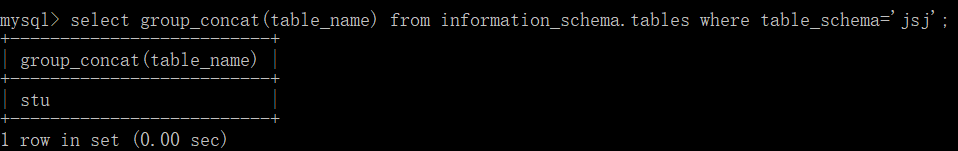 mysql> select group_concat(table_name) from information_schema.tables where table_schema='jsj';
+--------------------------+
| group_concat(table_name) |
+--------------------------+
| stu                      |
+--------------------------+
1 row in set (0.00 sec)